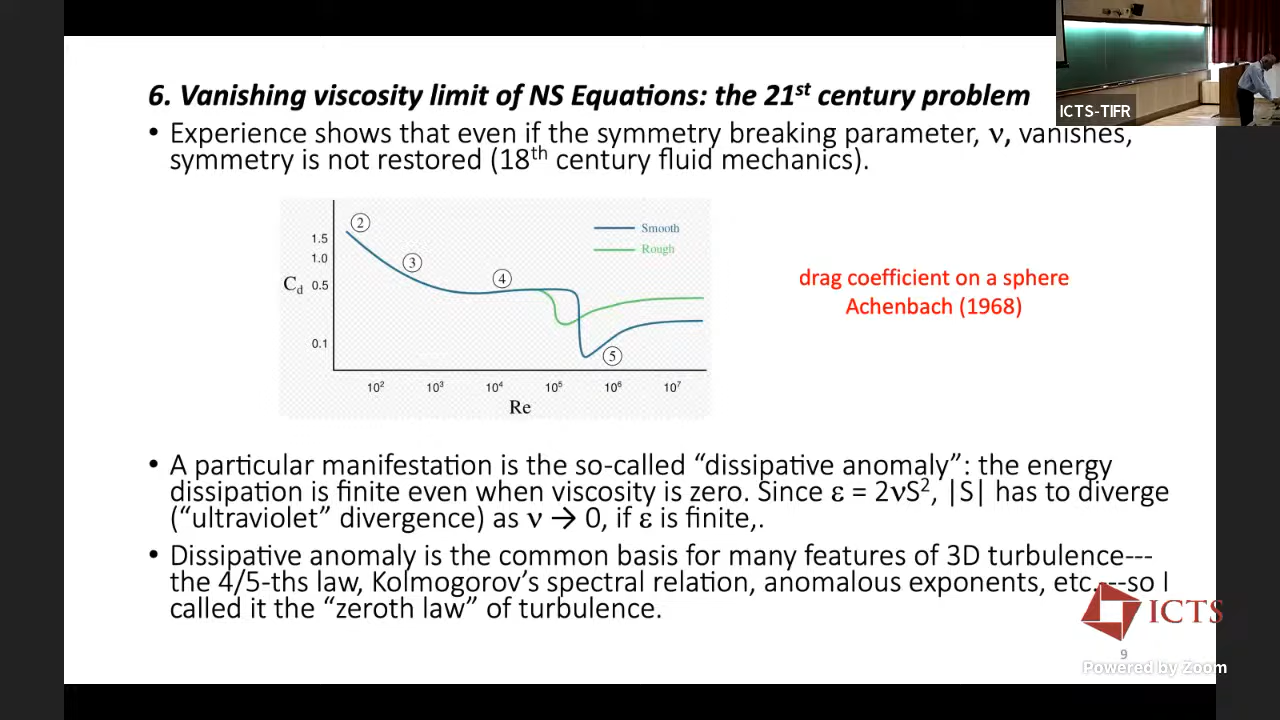 6. Vanishing viscosity limit of NS Equations: the 21st century problem
ICTS-TIFR
• Experience shows that even if the symmetry breaking parameter, ν, vanishes,
symmetry is not restored (18th century fluid mechanics).
②
Smooth
1.5
Rough
③
1.0
④
drag coefficient on a sphere
Cd 0.5
Achenbach (1968)
0.1
⑤
10² 10³ 10⁴ 10⁵ 10⁶ 10⁷
Re
• A particular manifestation is the so-called “dissipative anomaly”: the energy
dissipation is finite even when viscosity is zero. Since ε = 2νS², |S| has to diverge
(“ultraviolet” divergence) as ν → 0, if ε is finite,.
• Dissipative anomaly is the common basis for many features of 3D turbulence---
the 4/5-ths law, Kolmogorov’s spectral relation, anomalous exponents, etc.---so I
called it the “zeroth law” of turbulence.
ICTS
9
Powered by Zoom